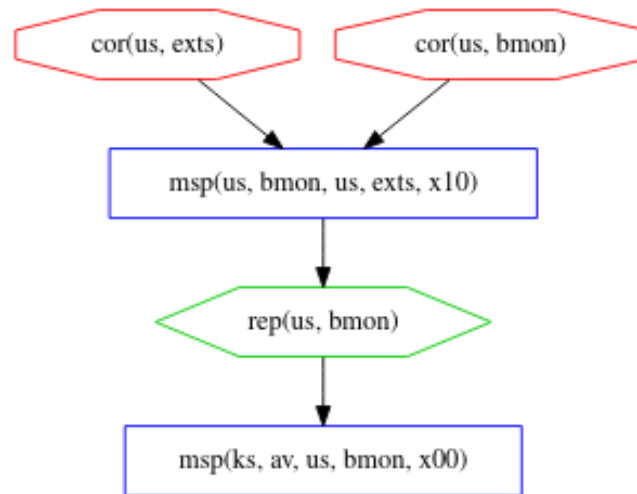 cor(us, exts)
cor(us, bmon)
msp(us, bmon, us, exts, x10)
rep(us, bmon)
msp(ks, av, us, bmon, x00)